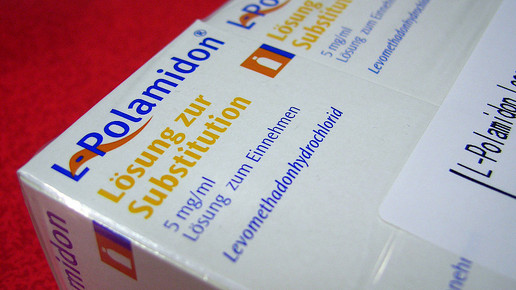 L-Polamidon®
Lösung zur
Substitution
5 mg/ml
Lösung zum Einnehmen
Levomethadonhydrochlorid
L-Polamidon®
Lösung zur
Substitution
5 mg/ml
Lösung zum Einnehmen
Levomethadonhydrochlorid
L-Polamidon
amidon